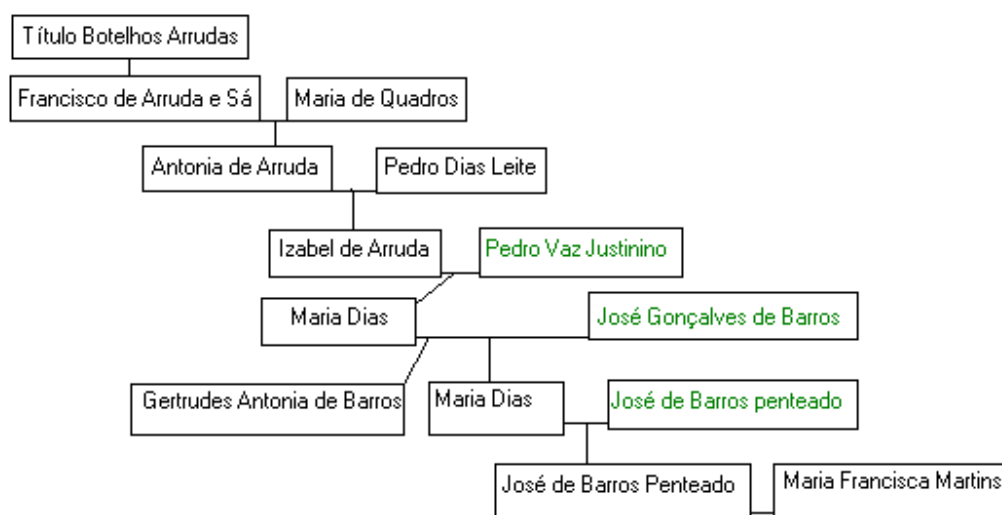 Título Botelhos Arrudas
Francisco de Arruda e Sá
Maria de Quadros
Antonia de Arruda
Pedro Dias Leite
Izabel de Arruda
Pedro Vaz Justinino
Maria Dias
José Gonçalves de Barros
Gertrudes Antonia de Barros
Maria Dias
José de Barros penteado
José de Barros Penteado
Maria Francisca Martins